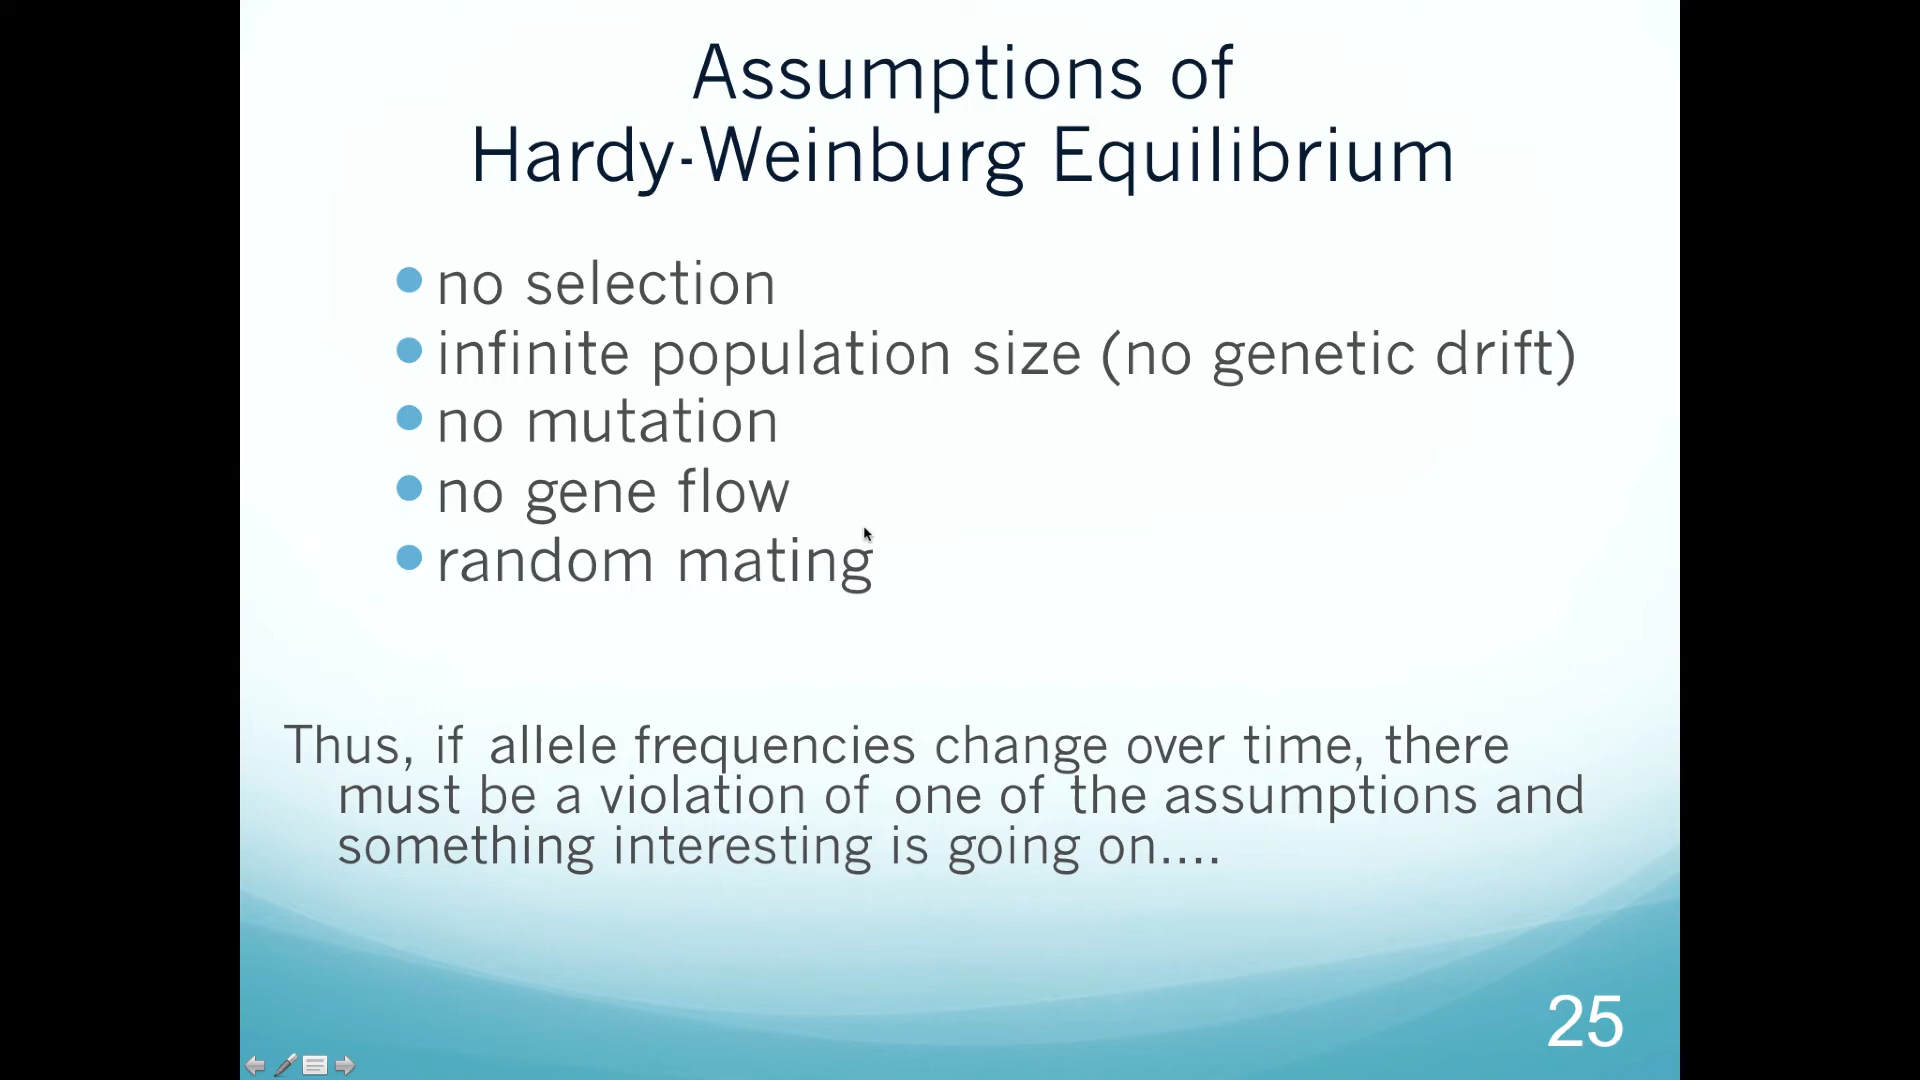 Assumptions of
Hardy-Weinburg Equilibrium
no selection
infinite population size (no genetic drift)
no mutation
no gene flow
random mating
Thus, if allele frequencies change over time, there
must be a violation of one of the assumptions and
something interesting is going on....
25